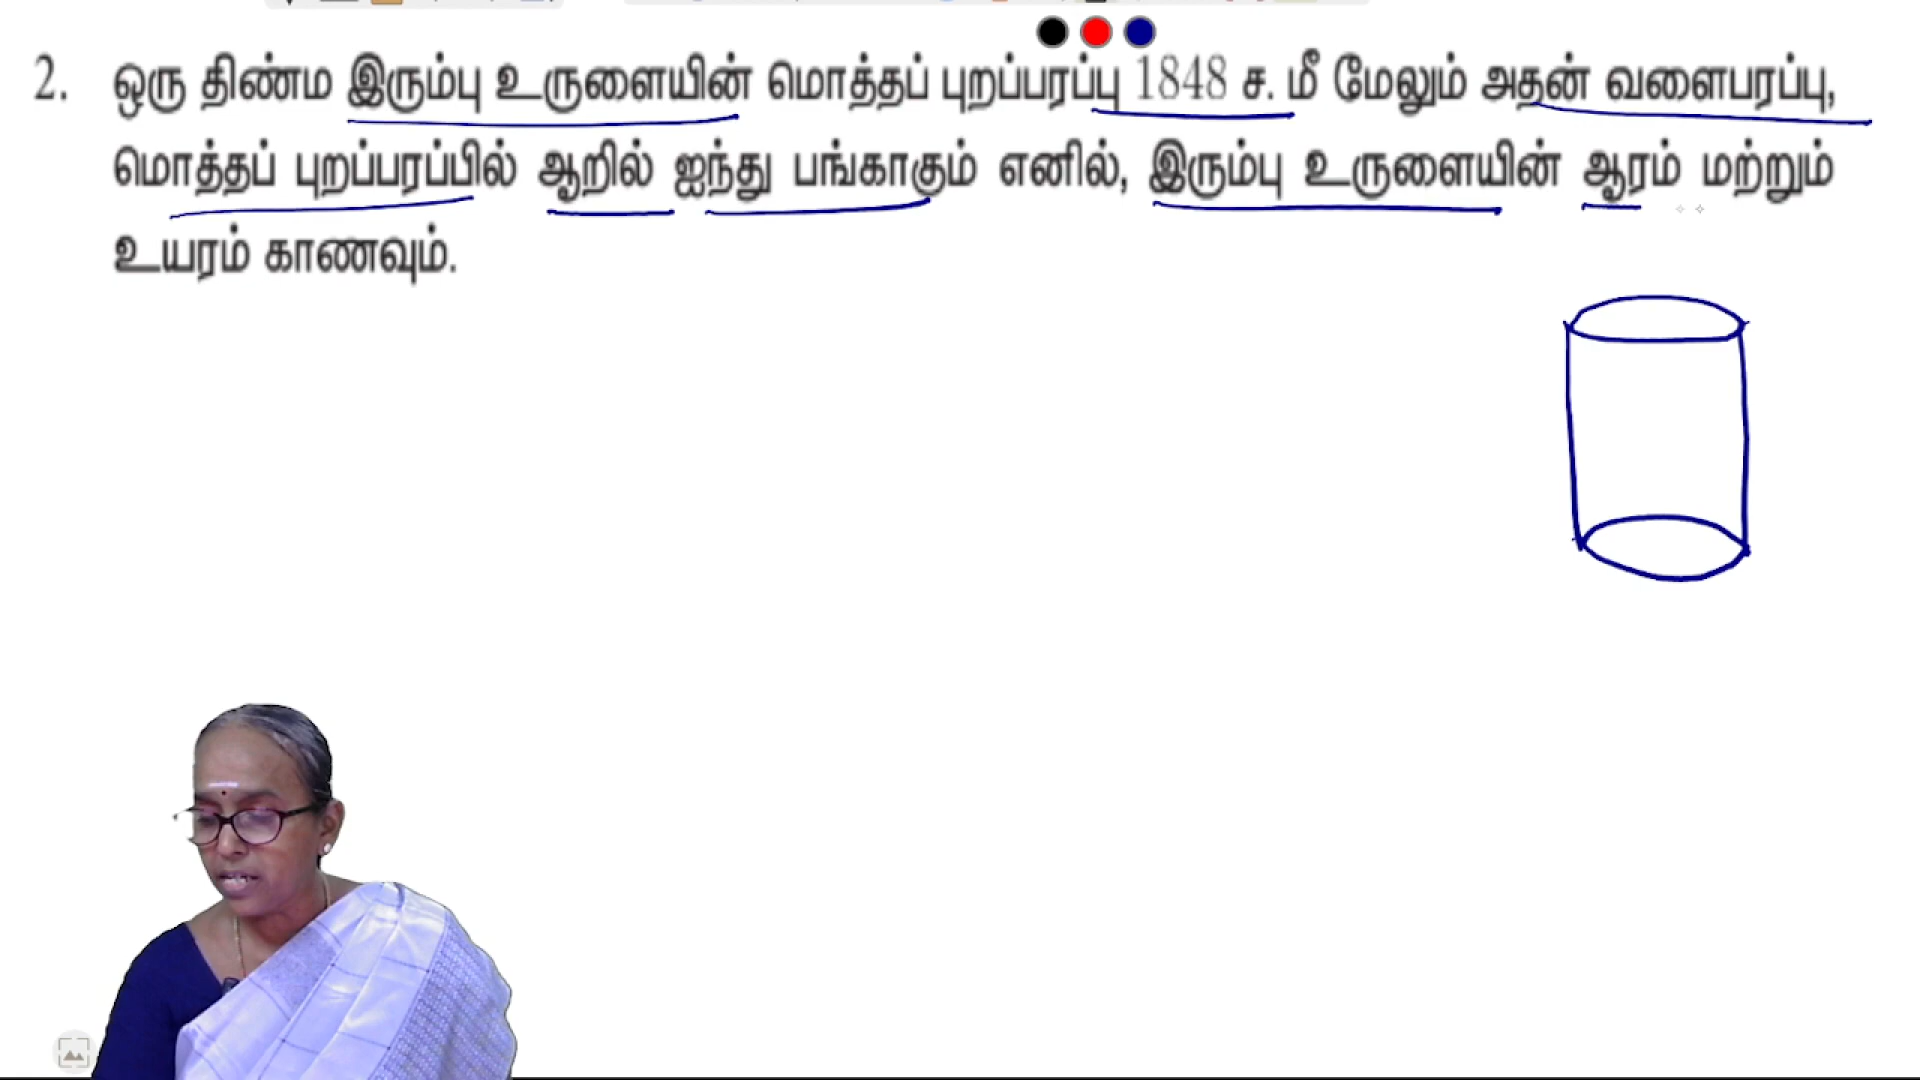 2. ஒரு திண்ம இரும்பு உருளையின் மொத்தப் புறப்பரப்பு 1848 ச. மீ மேலும் அதன் வளைபரப்பு,
மொத்தப் புறப்பரப்பில் ஆறில் ஐந்து பங்காகும் எனில், இரும்பு உருளையின் ஆரம் மற்றும்
உயரம் காணவும்.